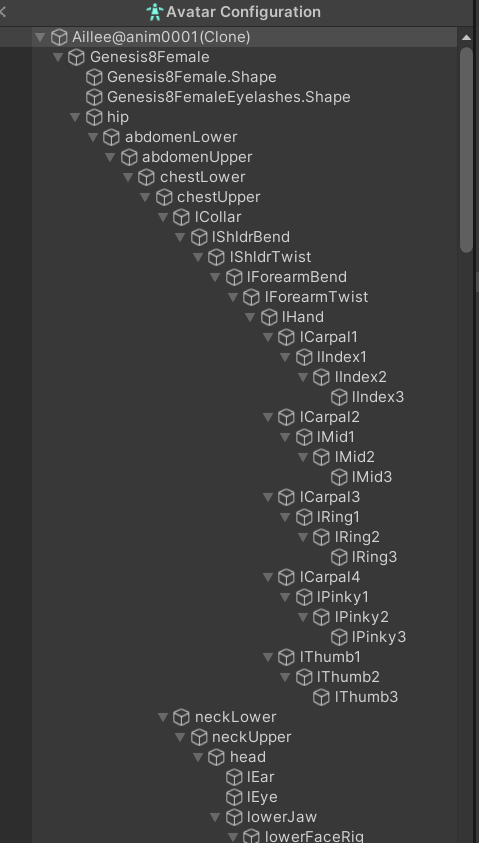 Avatar Configuration
Aillee@anim0001(Clone)
Genesis8Female
Genesis8Female.Shape
Genesis8FemaleEyelashes.Shape
hip
abdomenLower
abdomenUpper
chestLower
chestUpper
lCollar
lShldrBend
lShldrTwist
lForearmBend
lForearmTwist
lHand
lCarpal1
lIndex1
lIndex2
lIndex3
lCarpal2
lMid1
lMid2
lMid3
lCarpal3
lRing1
lRing2
lRing3
lCarpal4
lPinky1
lPinky2
lPinky3
lThumb1
lThumb2
lThumb3
neckLower
neckUpper
head
lEar
lEye
lowerJaw
lowerFaceRig